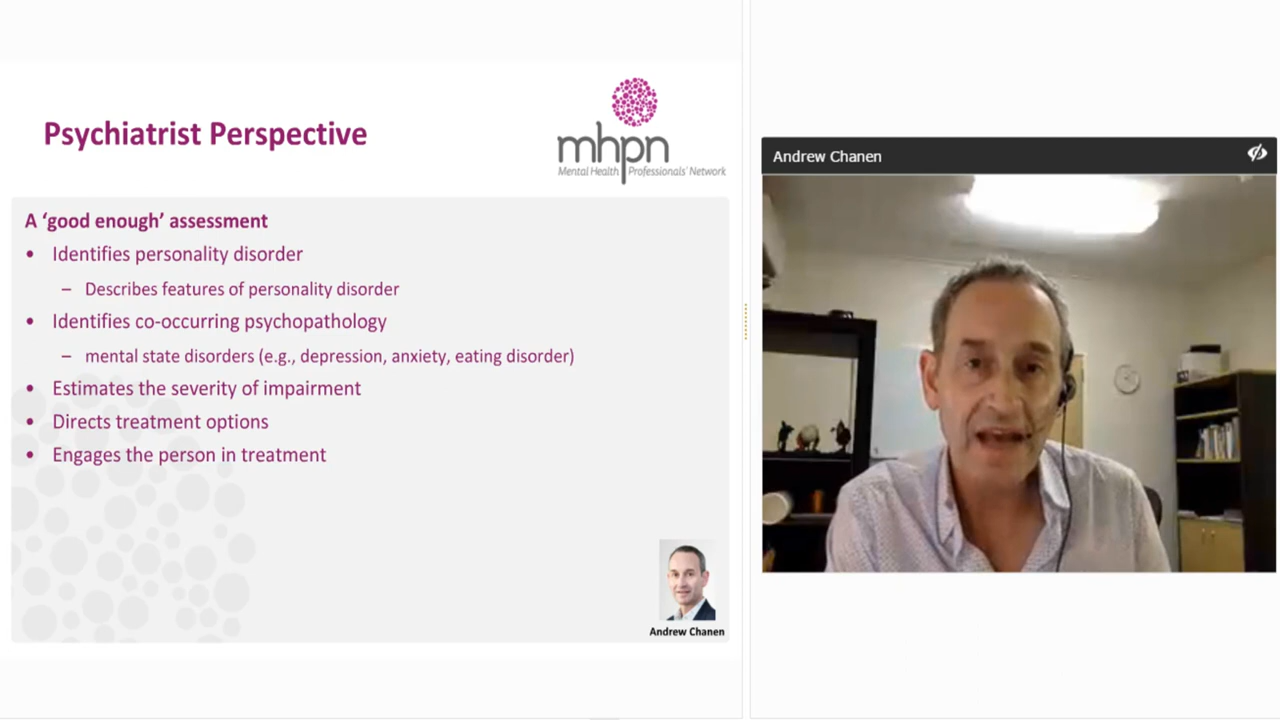 Psychiatrist Perspective
mhpn
Mental Health Professionals' Network
A ‘good enough’ assessment
• Identifies personality disorder
– Describes features of personality disorder
• Identifies co-occurring psychopathology
– mental state disorders (e.g., depression, anxiety, eating disorder)
• Estimates the severity of impairment
• Directs treatment options
• Engages the person in treatment
Andrew Chanen
Andrew Chanen